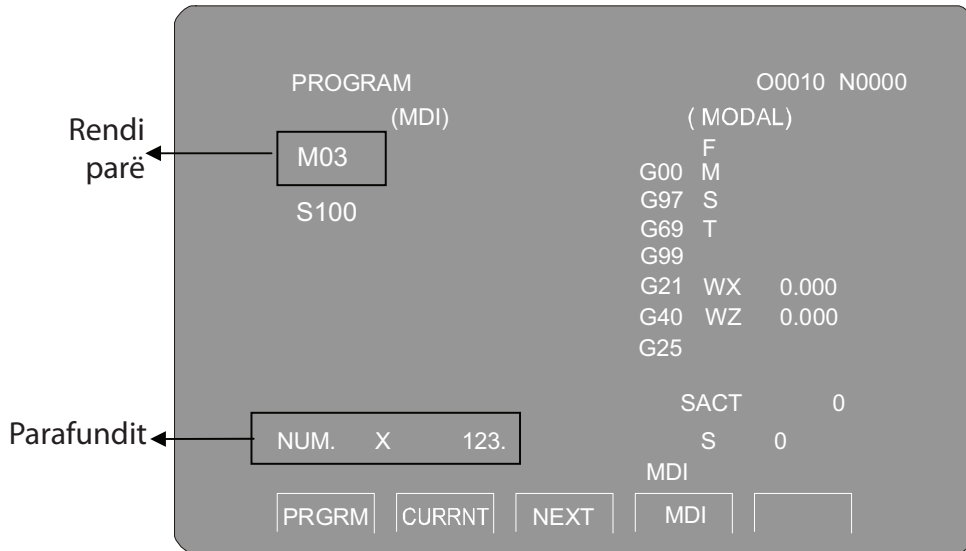 PROGRAM O0010 N0000
(MDI) ( MODAL)
Rendi
parë
M03
S100
F
G00 M
G97 S
G69 T
G99
G21 WX 0.000
G40 WZ 0.000
G25
SACT 0
Parafundit
NUM. X 123.
S 0
MDI
PRGRM CURRNT NEXT MDI